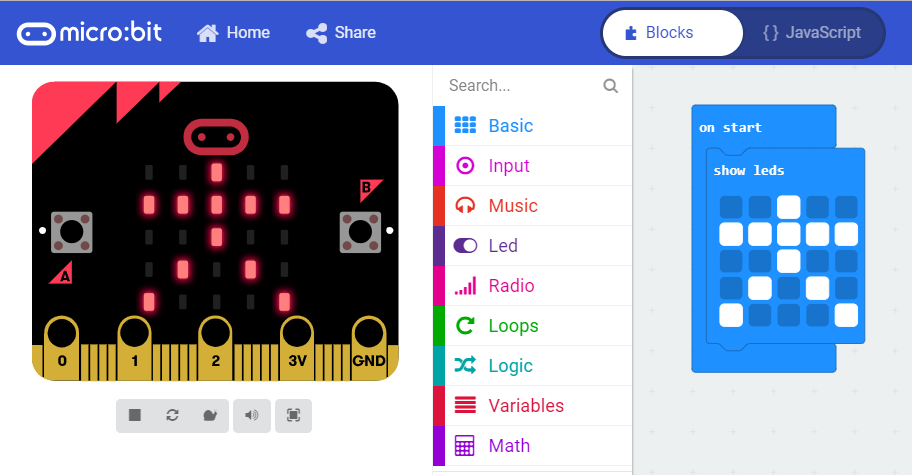 micro:bit Home Share Blocks {} JavaScript
Search...
Basic
Input
Music
Led
Radio
Loops
Logic
Variables
Math
on start
show leds
B
A
0 1 2 3V GND